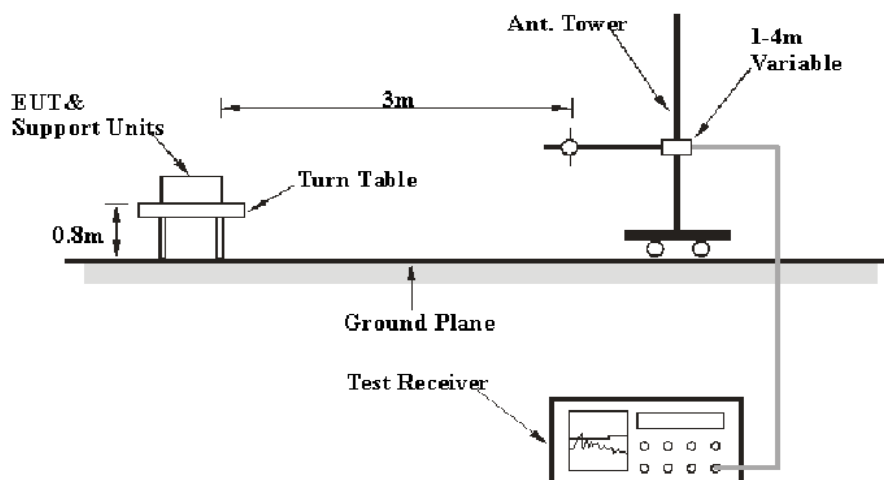 Ant. Tower
1-4m
Variable
3m
EUT &
Support Units
Turn Table
0.8m
Ground Plane
Test Receiver